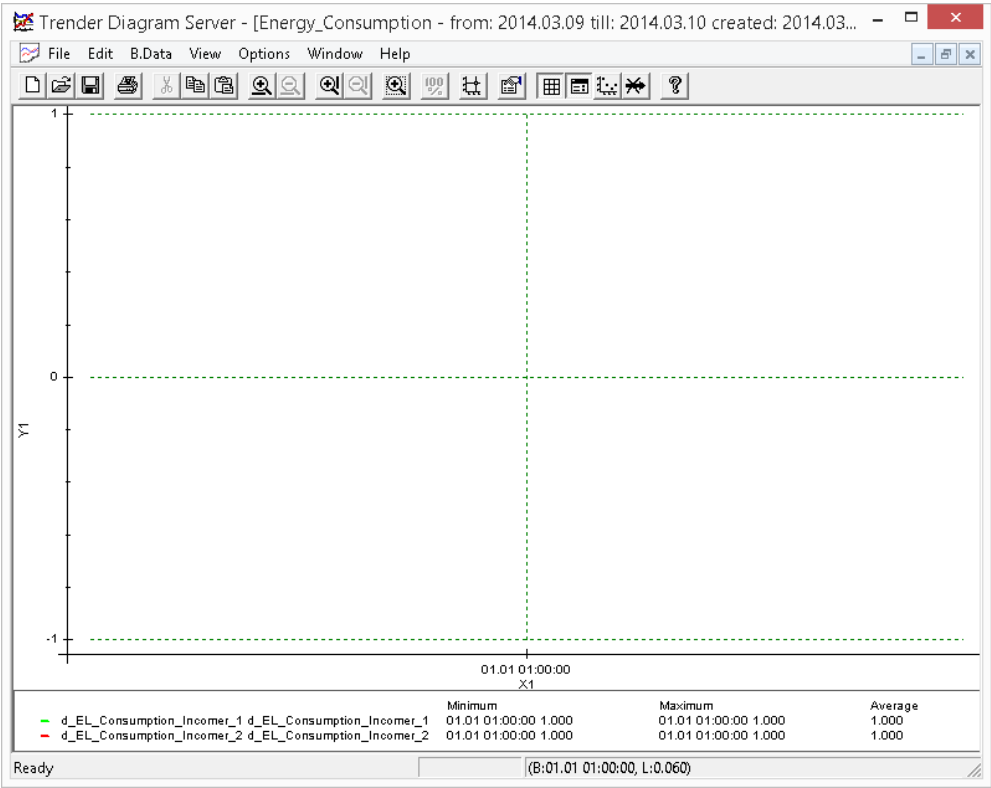 Trender Diagram Server - [Energy_Consumption - from: 2014.03.09 till: 2014.03.10 created: 2014.03...
File Edit B.Data View Options Window Help
100
%
1
0
Y1
-1
01.01 01:00:00
X1
Minimum Maximum Average
d_EL_Consumption_Incomer_1 d_EL_Consumption_Incomer_1 01.01 01:00:00 1.000 01.01 01:00:00 1.000 1.000
d_EL_Consumption_Incomer_2 d_EL_Consumption_Incomer_2 01.01 01:00:00 1.000 01.01 01:00:00 1.000 1.000
Ready (B:01.01 01:00:00, L:0.060)